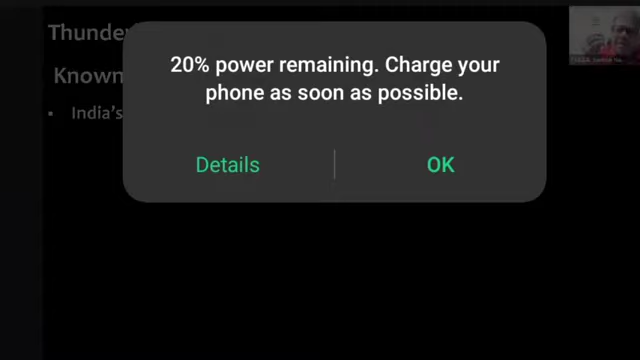 Thunder
Known
▪ India's
20% power remaining. Charge your
phone as soon as possible.
Details
OK